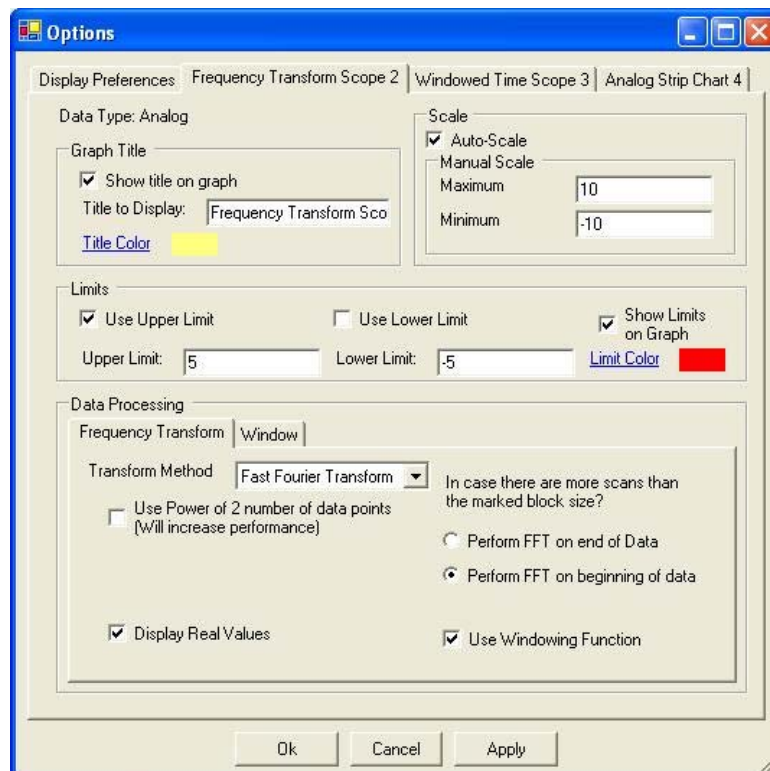 Options
Display Preferences
Frequency Transform Scope 2
Windowed Time Scope 3
Analog Strip Chart 4
Data Type: Analog
Graph Title
Show title on graph
Title to Display:
Frequency Transform Sco
Title Color
Scale
Auto-Scale
Manual Scale
Maximum
10
Minimum
-10
Limits
Use Upper Limit
Use Lower Limit
Show Limits
on Graph
Upper Limit:
5
Lower Limit:
-5
Limit Color
Data Processing
Frequency Transform
Window
Transform Method
Fast Fourier Transform
Use Power of 2 number of data points
(Will increase performance)
In case there are more scans than
the marked block size?
Perform FFT on end of Data
Perform FFT on beginning of data
Display Real Values
Use Windowing Function
Ok
Cancel
Apply